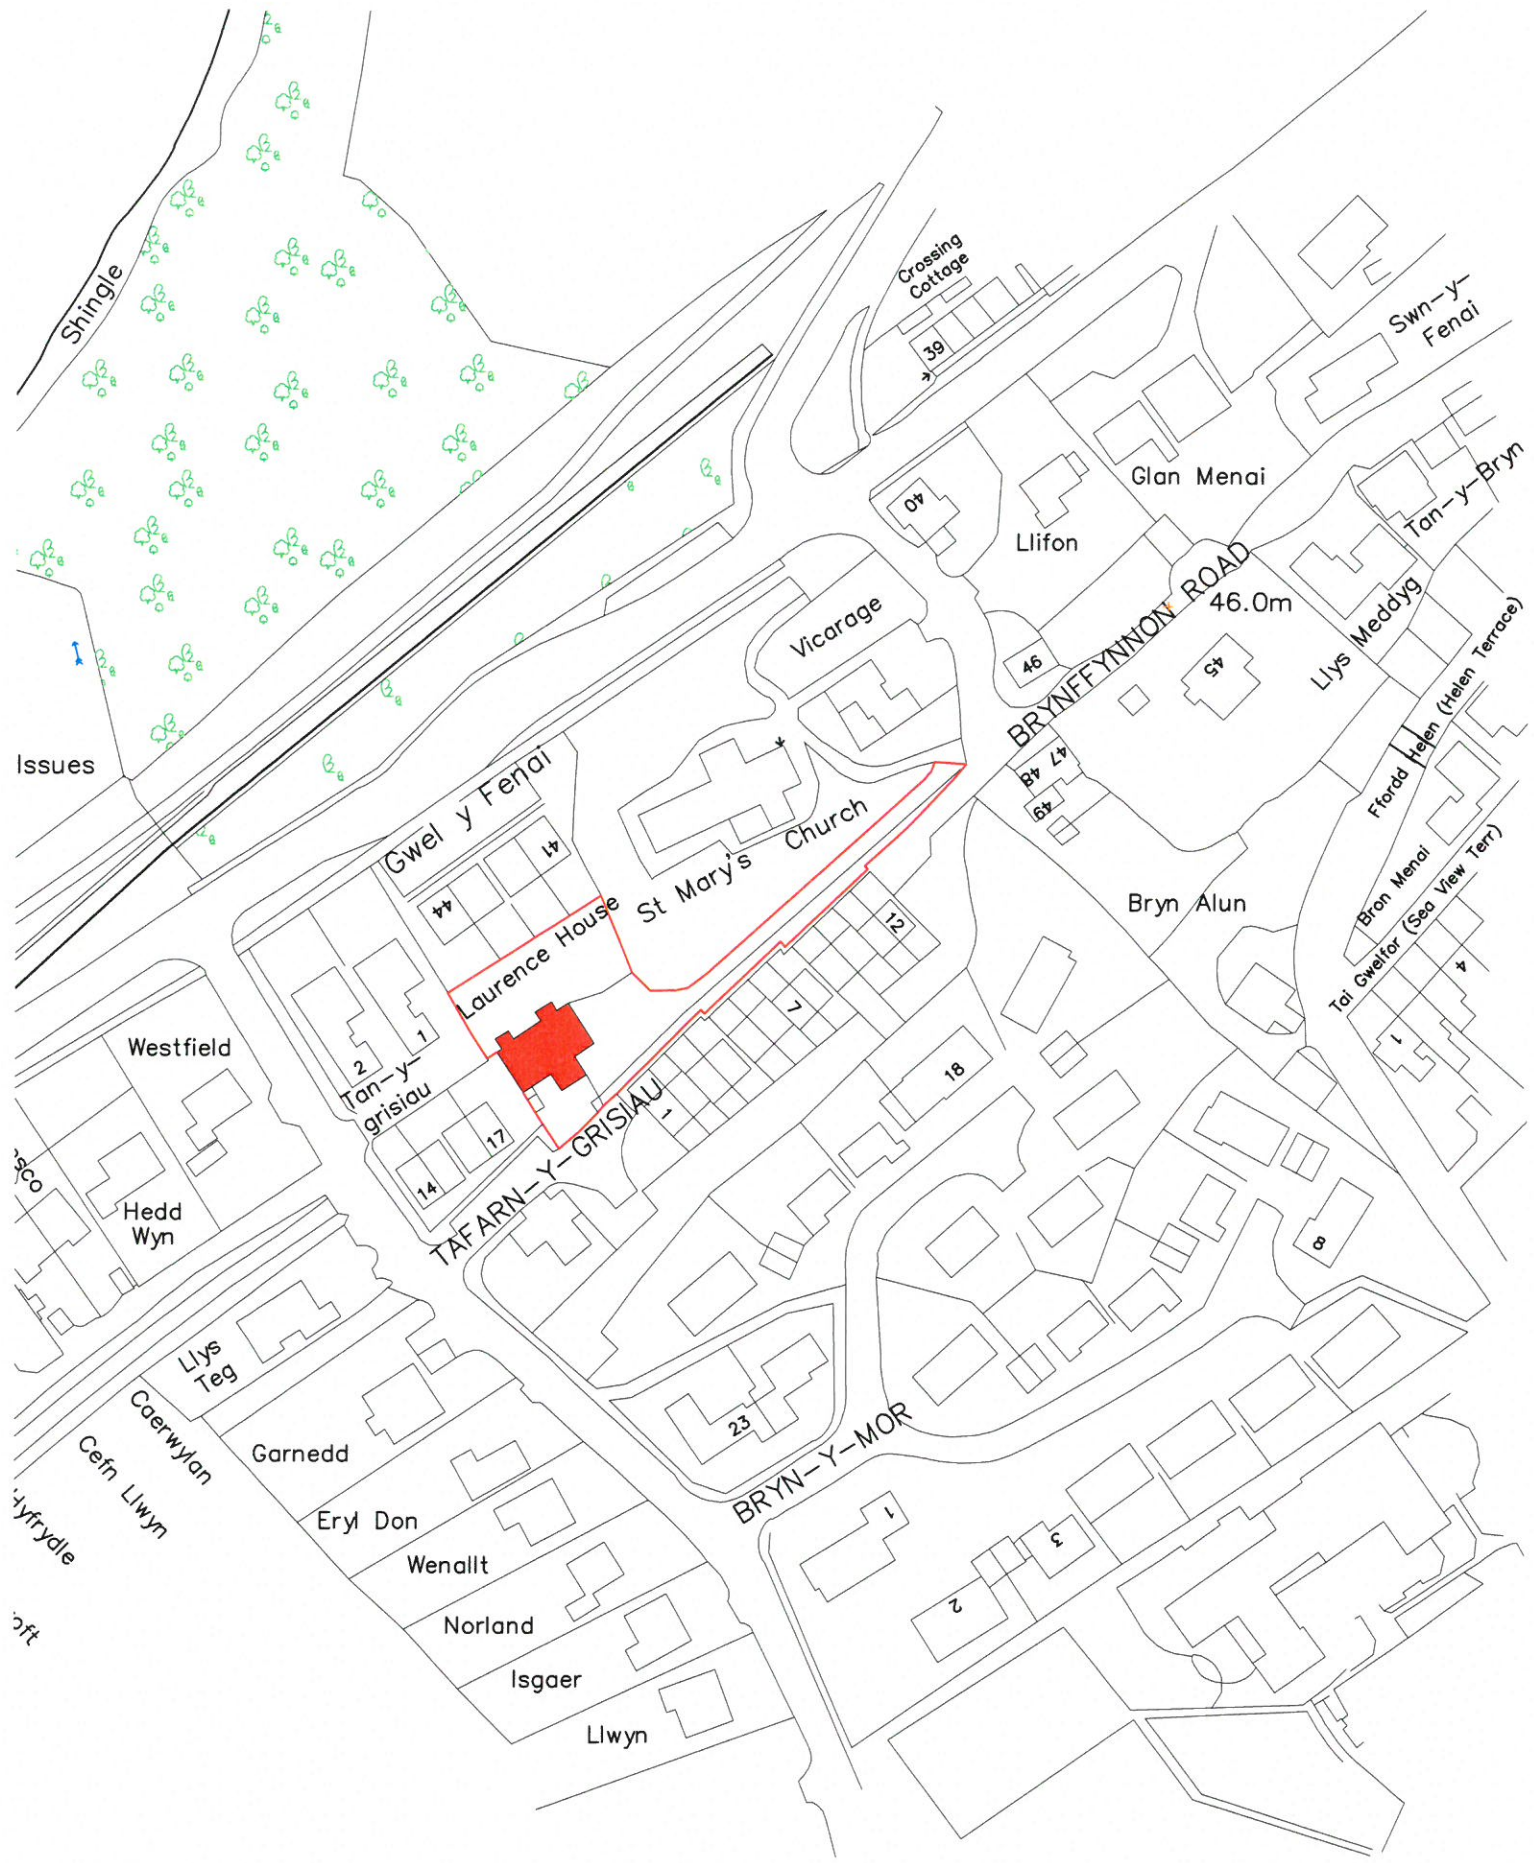 Shingle
Crossing
Cottage
39
Swn-y-
Fenai
Glan Menai
Tan-y-Bryn
40
Llifon
BRYNFFYNNON ROAD
46.0m
Vicarage
Llys Meddyg
46
45
Ffordd Helen (Helen Terrace)
Issues
Gwel y Fenai
47
48
49
41
44
St Mary's Church
Bryn Alun
Bron Menai
Tai Gwelfor (Sea View Terr)
4
1
Laurence House
12
7
1
Westfield
2
1
Tan-y-
grisiau
17
14
TAFARN-Y-GRISIAU
18
8
sco
Hedd
Wyn
Llys
Teg
Caerwylan
Cefn Llwyn
Hyfrydle
oft
Garnedd
23
BRYN-Y-MOR
Eryl Don
Wenallt
Norland
Isgaer
Llwyn
1
2
3